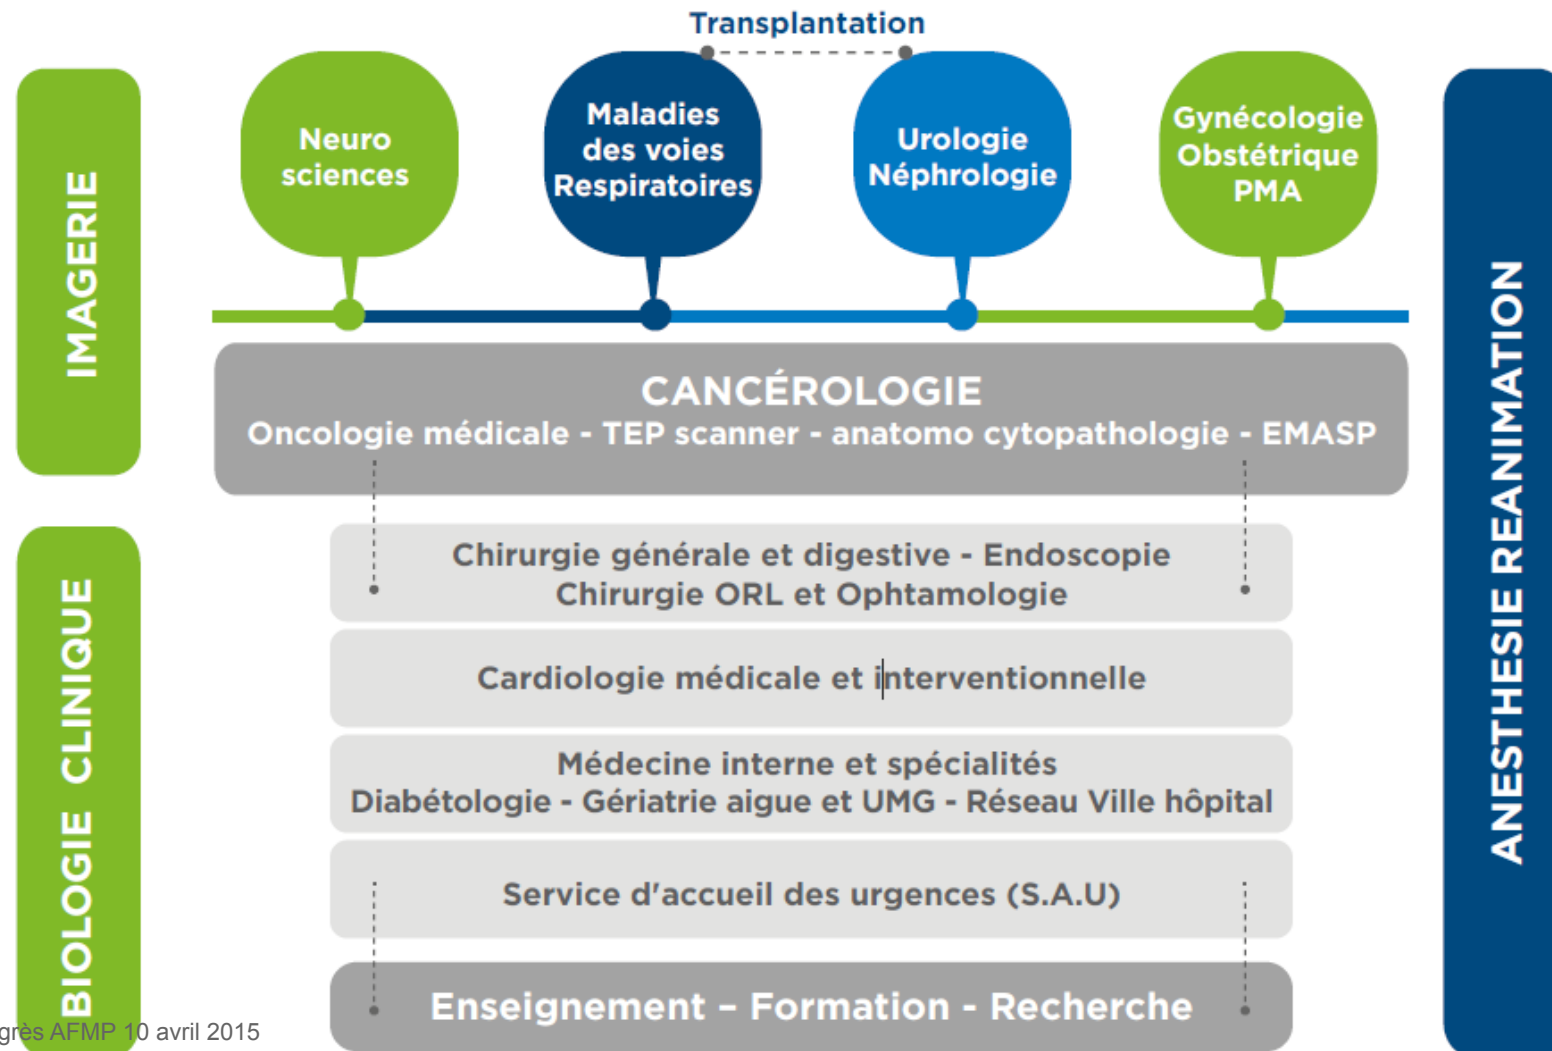 Transplantation
IMAGERIE
Neuro
sciences
Maladies
des voies
Respiratoires
Urologie
Néphrologie
Gynécologie
Obstétrique
PMA
CANCÉROLOGIE
Oncologie médicale - TEP scanner - anatomo cytopathologie - EMASP
BIOLOGIE CLINIQUE
Chirurgie générale et digestive - Endoscopie
Chirurgie ORL et Ophtamologie
Cardiologie médicale et interventionnelle
Médecine interne et spécialités
Diabétologie - Gériatrie aigue et UMG - Réseau Ville hôpital
Service d'accueil des urgences (S.A.U)
Enseignement – Formation - Recherche
ANESTHESIE REANIMATION
grès AFMP 10 avril 2015